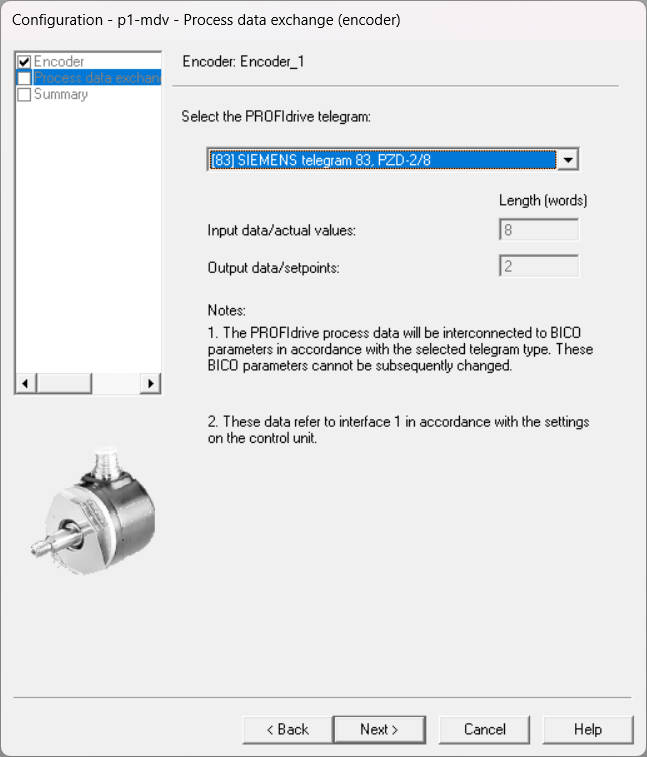 Configuration - p1-mdv - Process data exchange (encoder)
Encoder
Process data exchan
Summary
Encoder: Encoder_1
Select the PROFIdrive telegram:
[83] SIEMENS telegram 83, PZD-2/8
Length (words)
Input data/actual values:
8
Output data/setpoints:
2
Notes:
1. The PROFIdrive process data will be interconnected to BICO
parameters in accordance with the selected telegram type. These
BICO parameters cannot be subsequently changed.
2. These data refer to interface 1 in accordance with the settings
on the control unit.
< Back
Next >
Cancel
Help